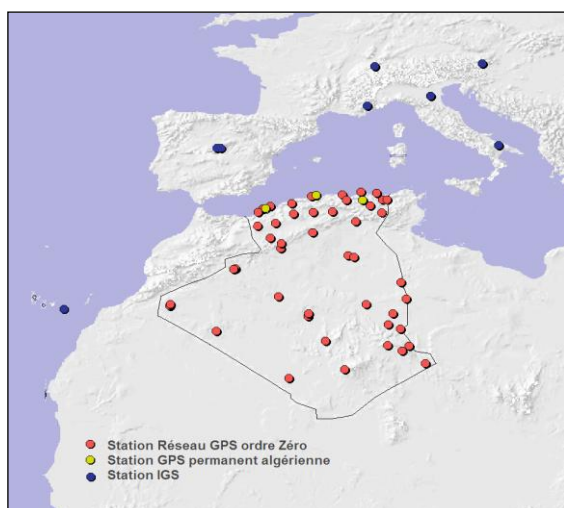 Station Réseau GPS ordre Zéro
Station GPS permanent algérienne
Station IGS